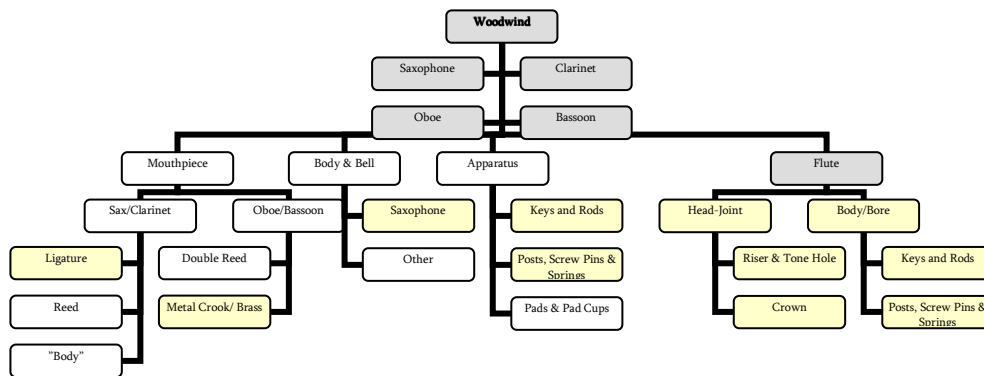 Woodwind
Saxophone
Clarinet
Oboe
Bassoon
Mouthpiece
Body & Bell
Apparatus
Flute
Sax/Clarinet
Oboe/Bassoon
Saxophone
Keys and Rods
Head-Joint
Body/Bore
Ligature
Double Reed
Other
Posts, Screw Pins &
Springs
Riser & Tone Hole
Keys and Rods
Reed
Metal Crook/ Brass
Pads & Pad Cups
Crown
Posts, Screw Pins &
Springs
"Body"